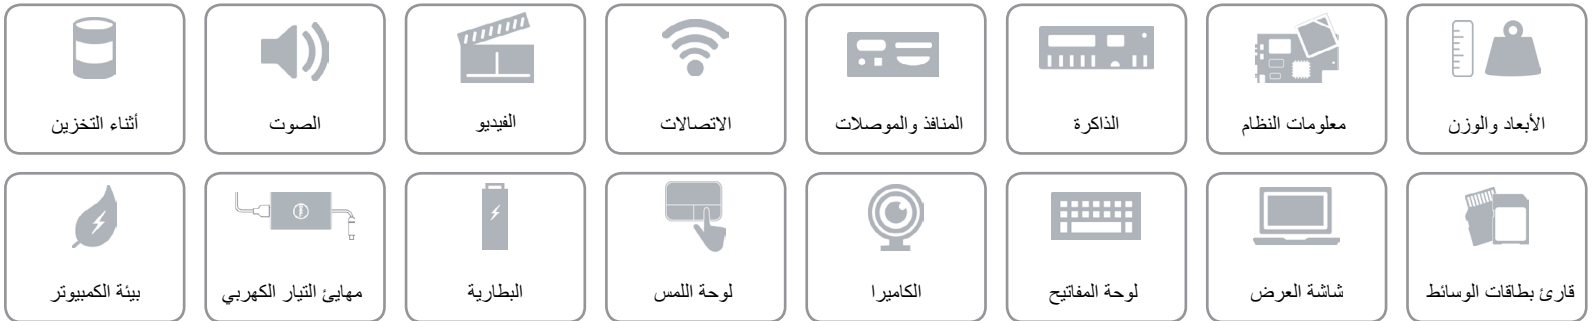 الأبعاد والوزن
معلومات النظام
الذاكرة
المنافذ والموصلات
الاتصالات
الفيديو
الصوت
أثناء التخزين
قارئ بطاقات الوسائط
شاشة العرض
لوحة المفاتيح
الكاميرا
لوحة اللمس
البطارية
مهايئ التيار الكهربي
بيئة الكمبيوتر